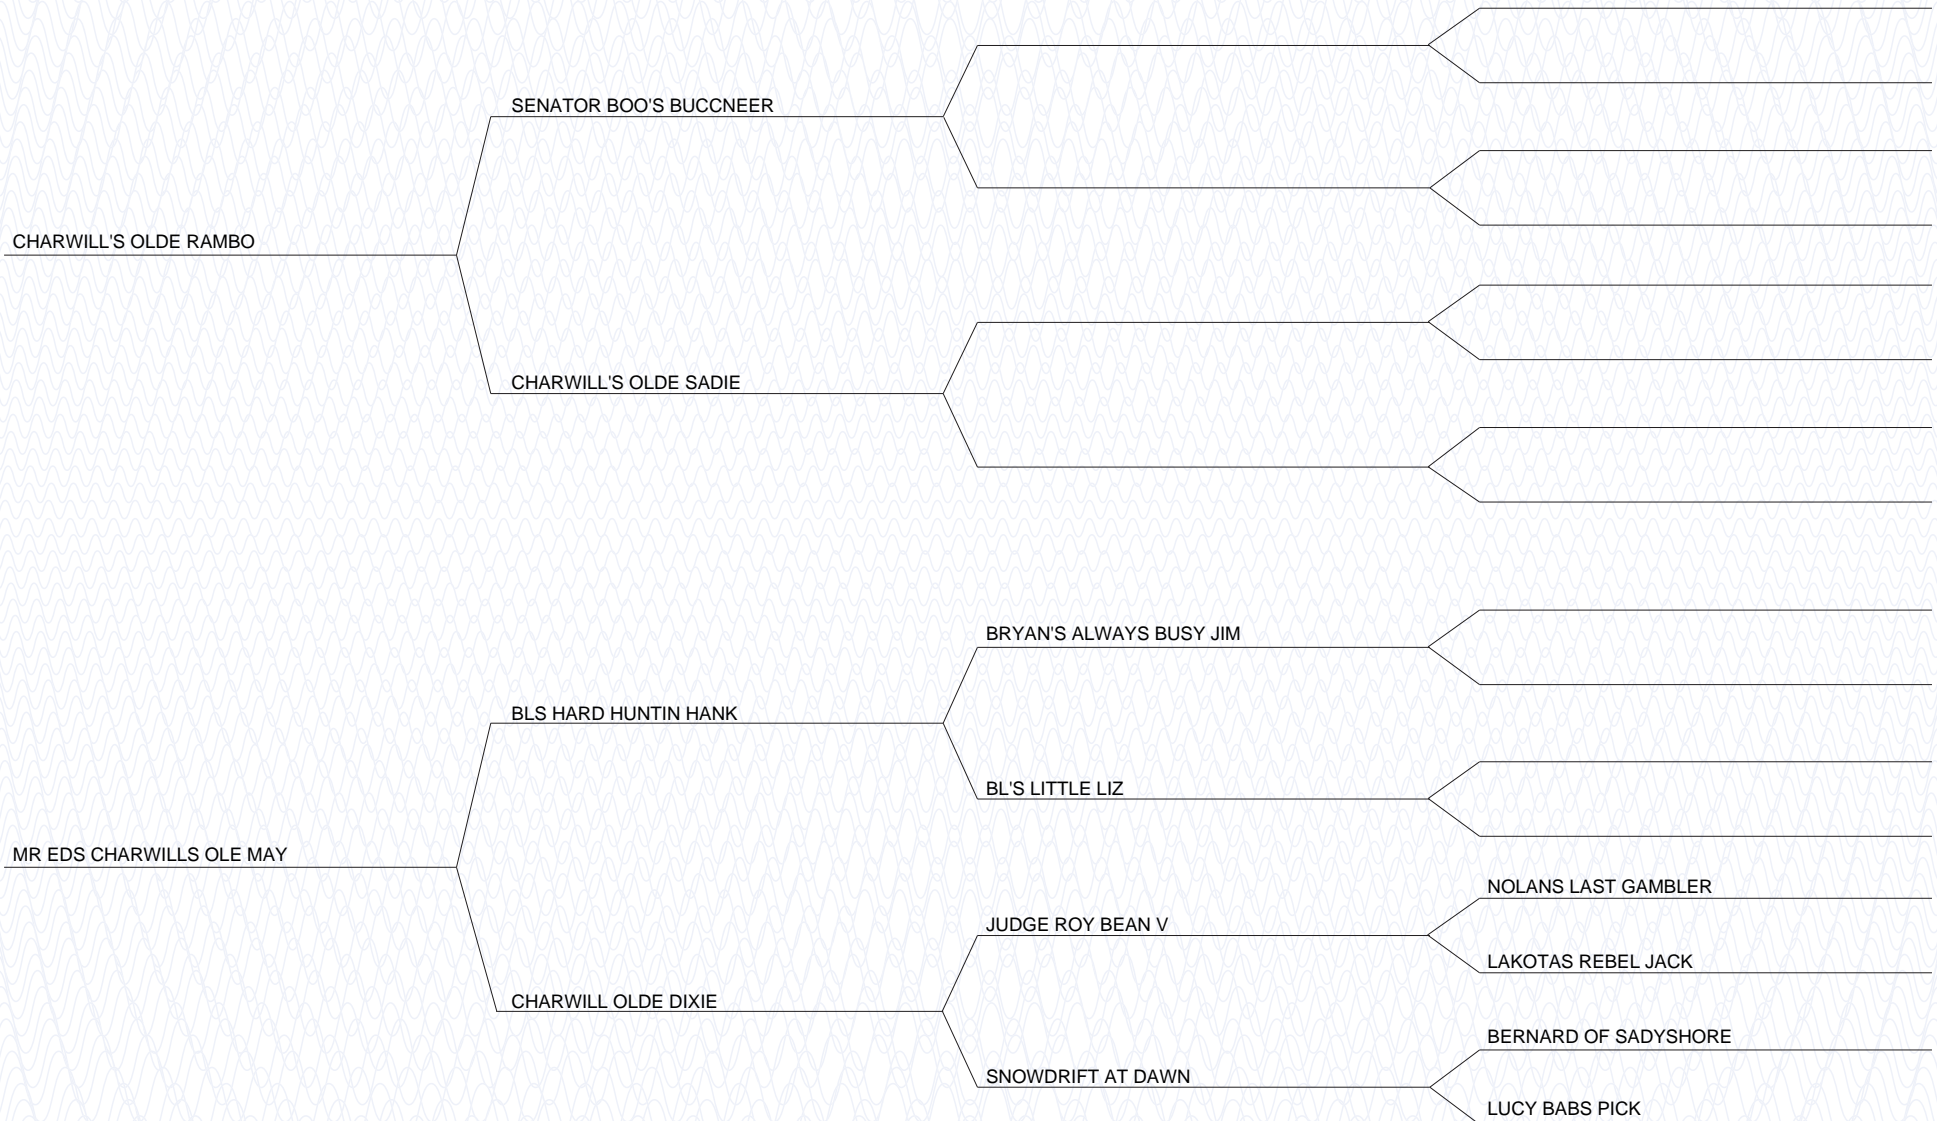 SENATOR BOO'S BUCCNEER
CHARWILL'S OLDE RAMBO
CHARWILL'S OLDE SADIE
BRYAN'S ALWAYS BUSY JIM
BLS HARD HUNTIN HANK
BL'S LITTLE LIZ
MR EDS CHARWILLS OLE MAY
NOLANS LAST GAMBLER
JUDGE ROY BEAN V
LAKOTAS REBEL JACK
CHARWILL OLDE DIXIE
BERNARD OF SADYSHORE
SNOWDRIFT AT DAWN
LUCY BABS PICK